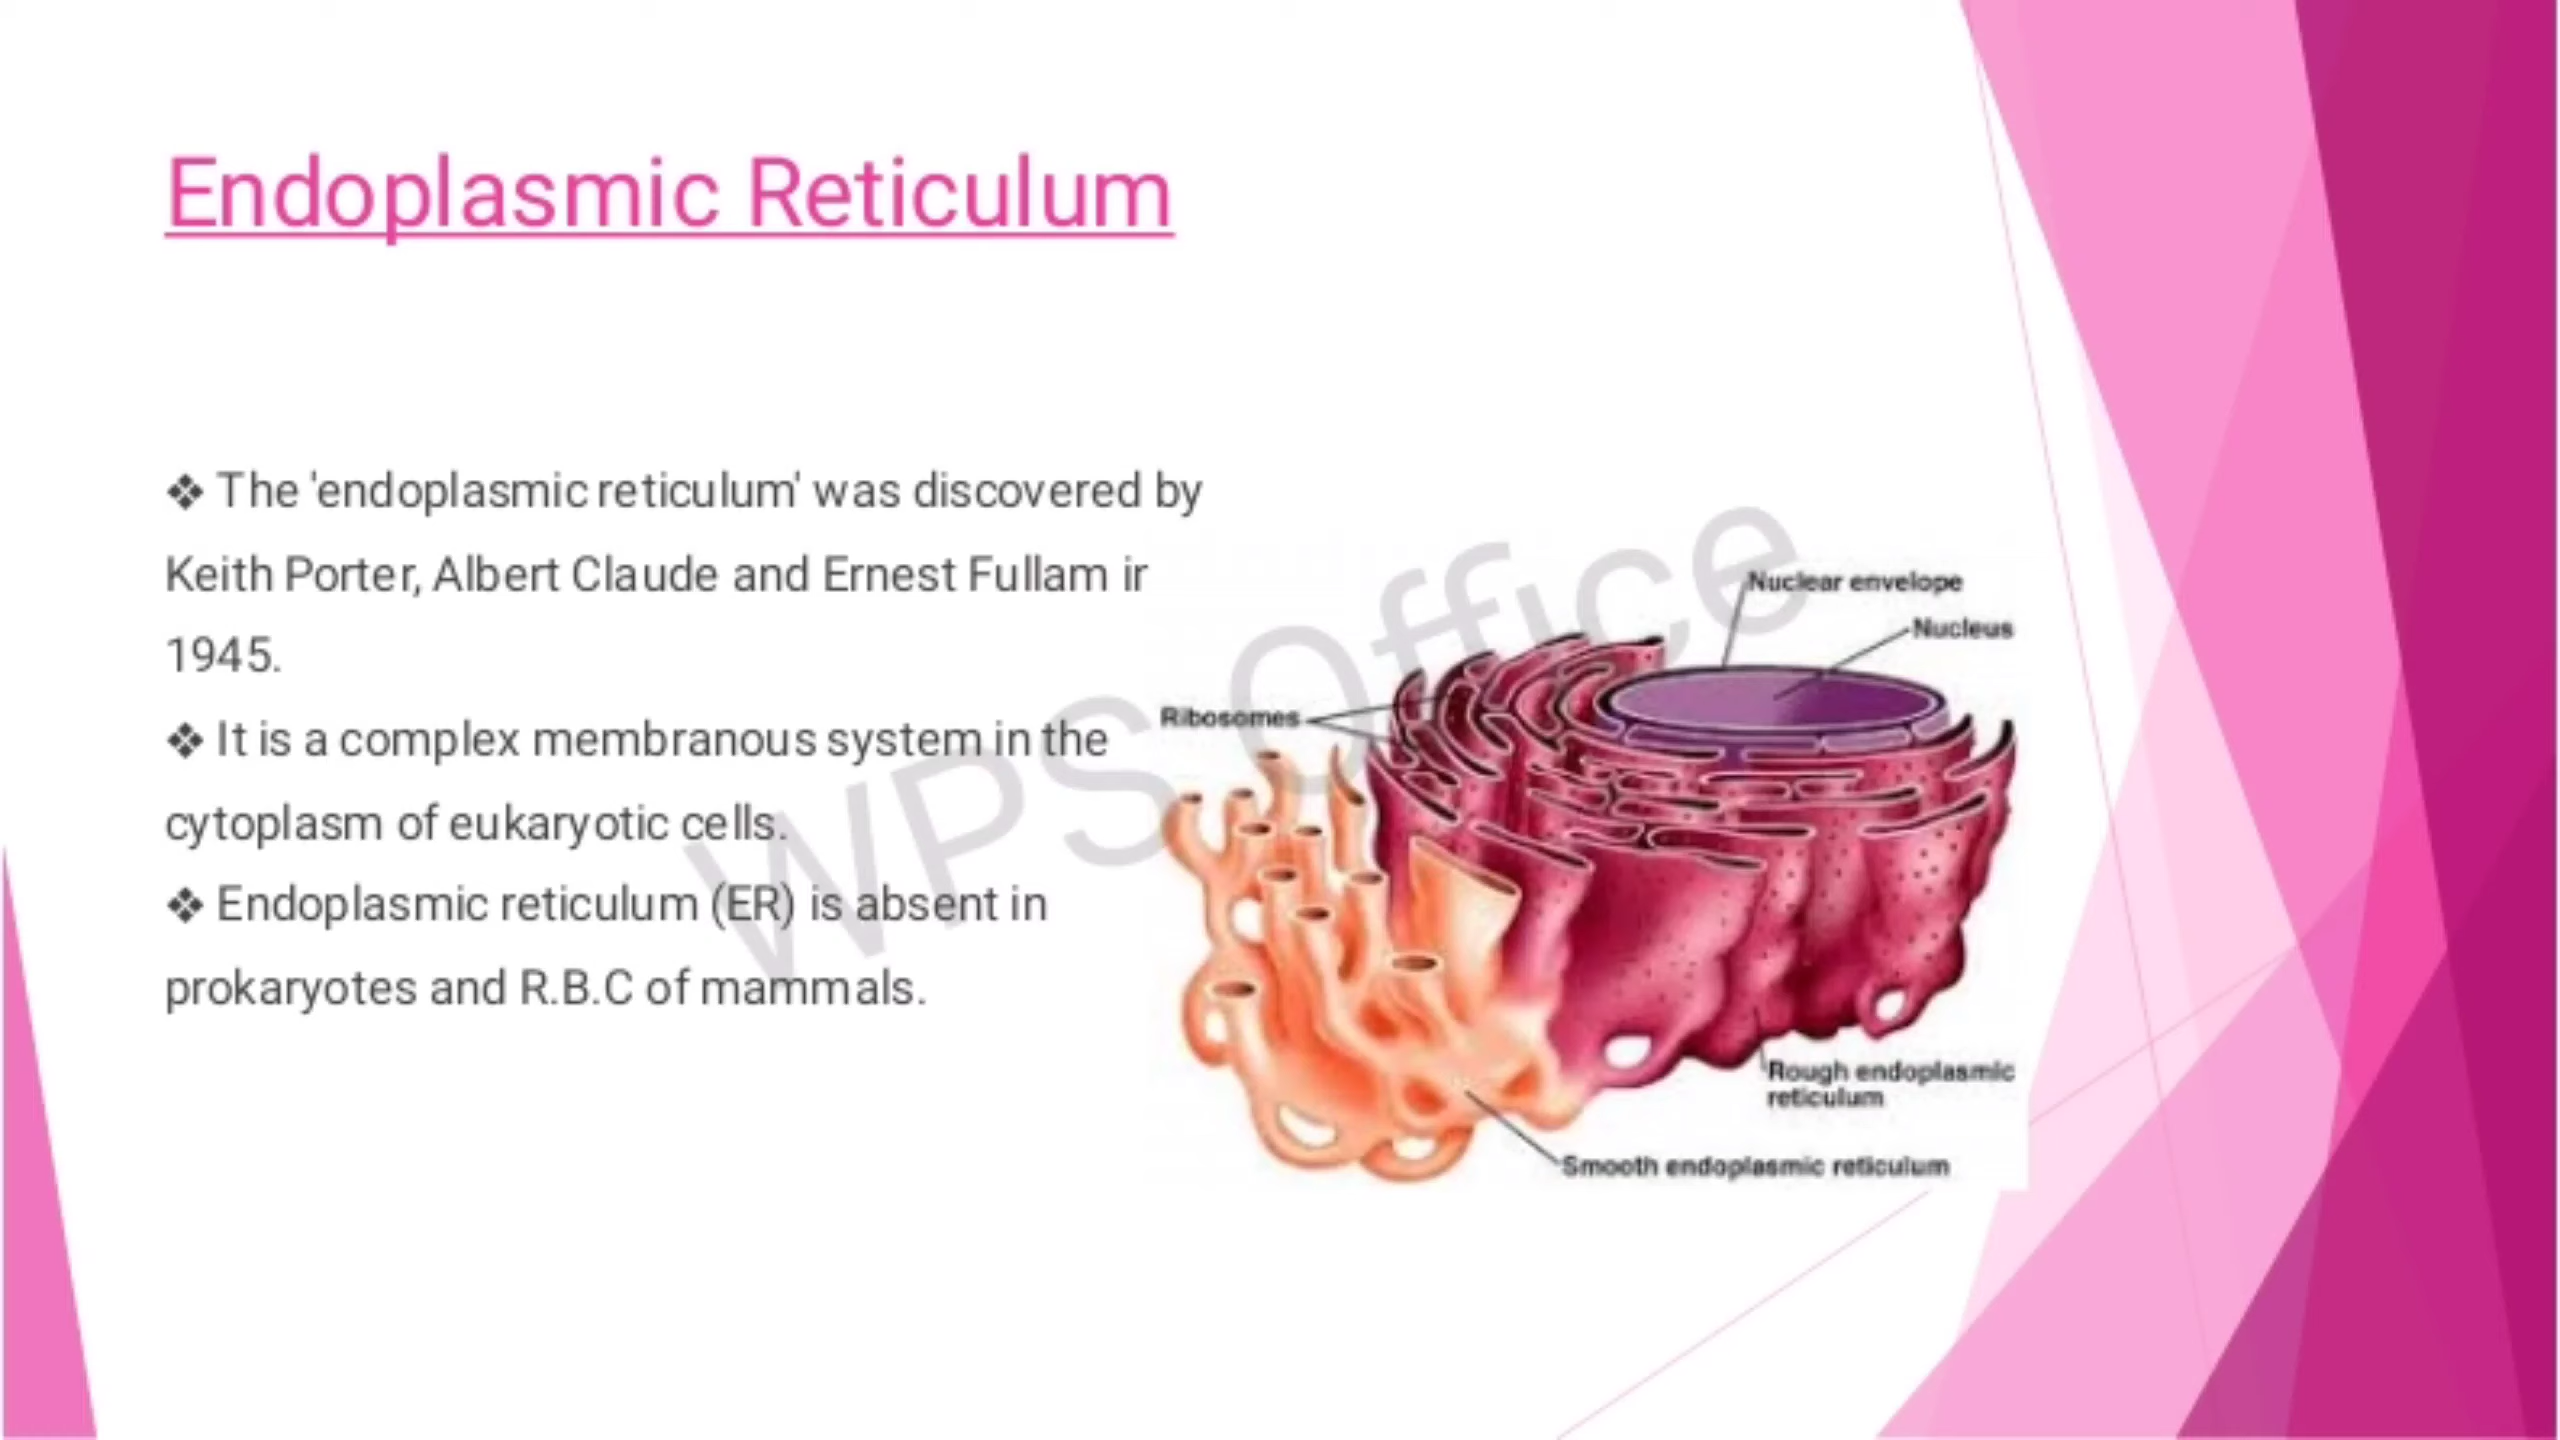 Endoplasmic Reticulum
❖ The 'endoplasmic reticulum' was discovered by
Keith Porter, Albert Claude and Ernest Fullam ir
1945.
❖ It is a complex membranous system in the
cytoplasm of eukaryotic cells.
❖ Endoplasmic reticulum (ER) is absent in
prokaryotes and R.B.C of mammals.
Nuclear envelope
Nucleus
Ribosomes
Rough endoplasmic
reticulum
Smooth endoplasmic reticulum
WPS Office